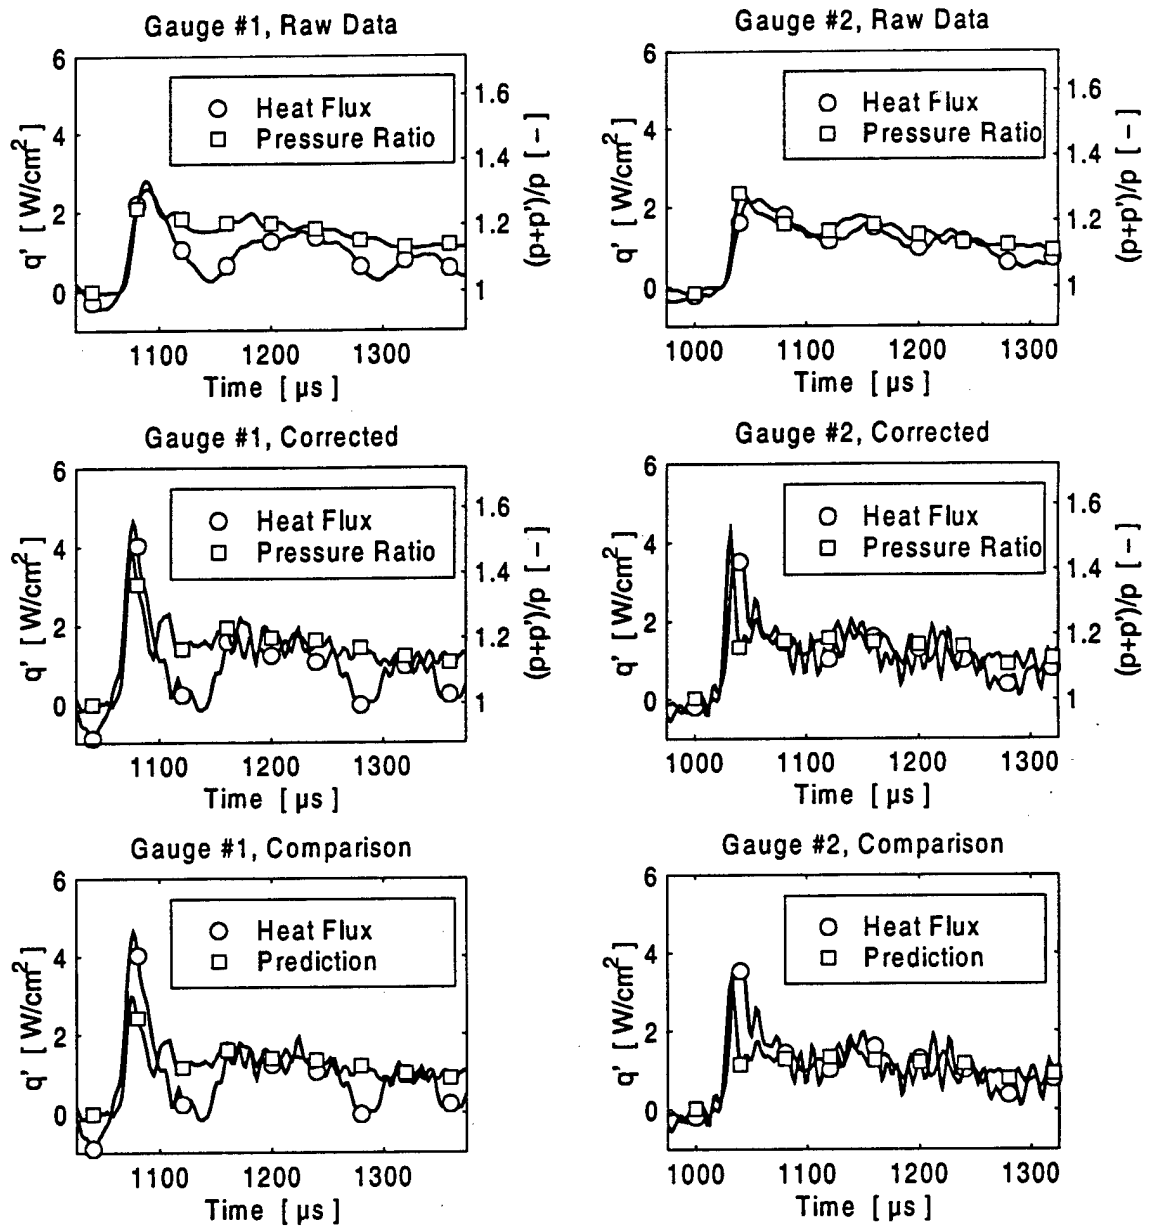 Gauge #1, Raw Data
6
4
2
0
q' [ W/cm² ]
Heat Flux
Pressure Ratio
1.6
1.4
1.2
1
(p+p')/p [ – ]
1100 1200 1300
Time [ µs ]
Gauge #2, Raw Data
6
4
2
0
q' [ W/cm² ]
Heat Flux
Pressure Ratio
1.6
1.4
1.2
1
(p+p')/p [ – ]
1000 1100 1200 1300
Time [ µs ]
Gauge #1, Corrected
6
4
2
0
q' [ W/cm² ]
Heat Flux
Pressure Ratio
1.6
1.4
1.2
1
(p+p')/p [ – ]
1100 1200 1300
Time [ µs ]
Gauge #2, Corrected
6
4
2
0
q' [ W/cm² ]
Heat Flux
Pressure Ratio
1.6
1.4
1.2
1
(p+p')/p [ – ]
1000 1100 1200 1300
Time [ µs ]
Gauge #1, Comparison
6
4
2
0
q' [ W/cm² ]
Heat Flux
Prediction
1100 1200 1300
Time [ µs ]
Gauge #2, Comparison
6
4
2
0
q' [ W/cm² ]
Heat Flux
Prediction
1000 1100 1200 1300
Time [ µs ]